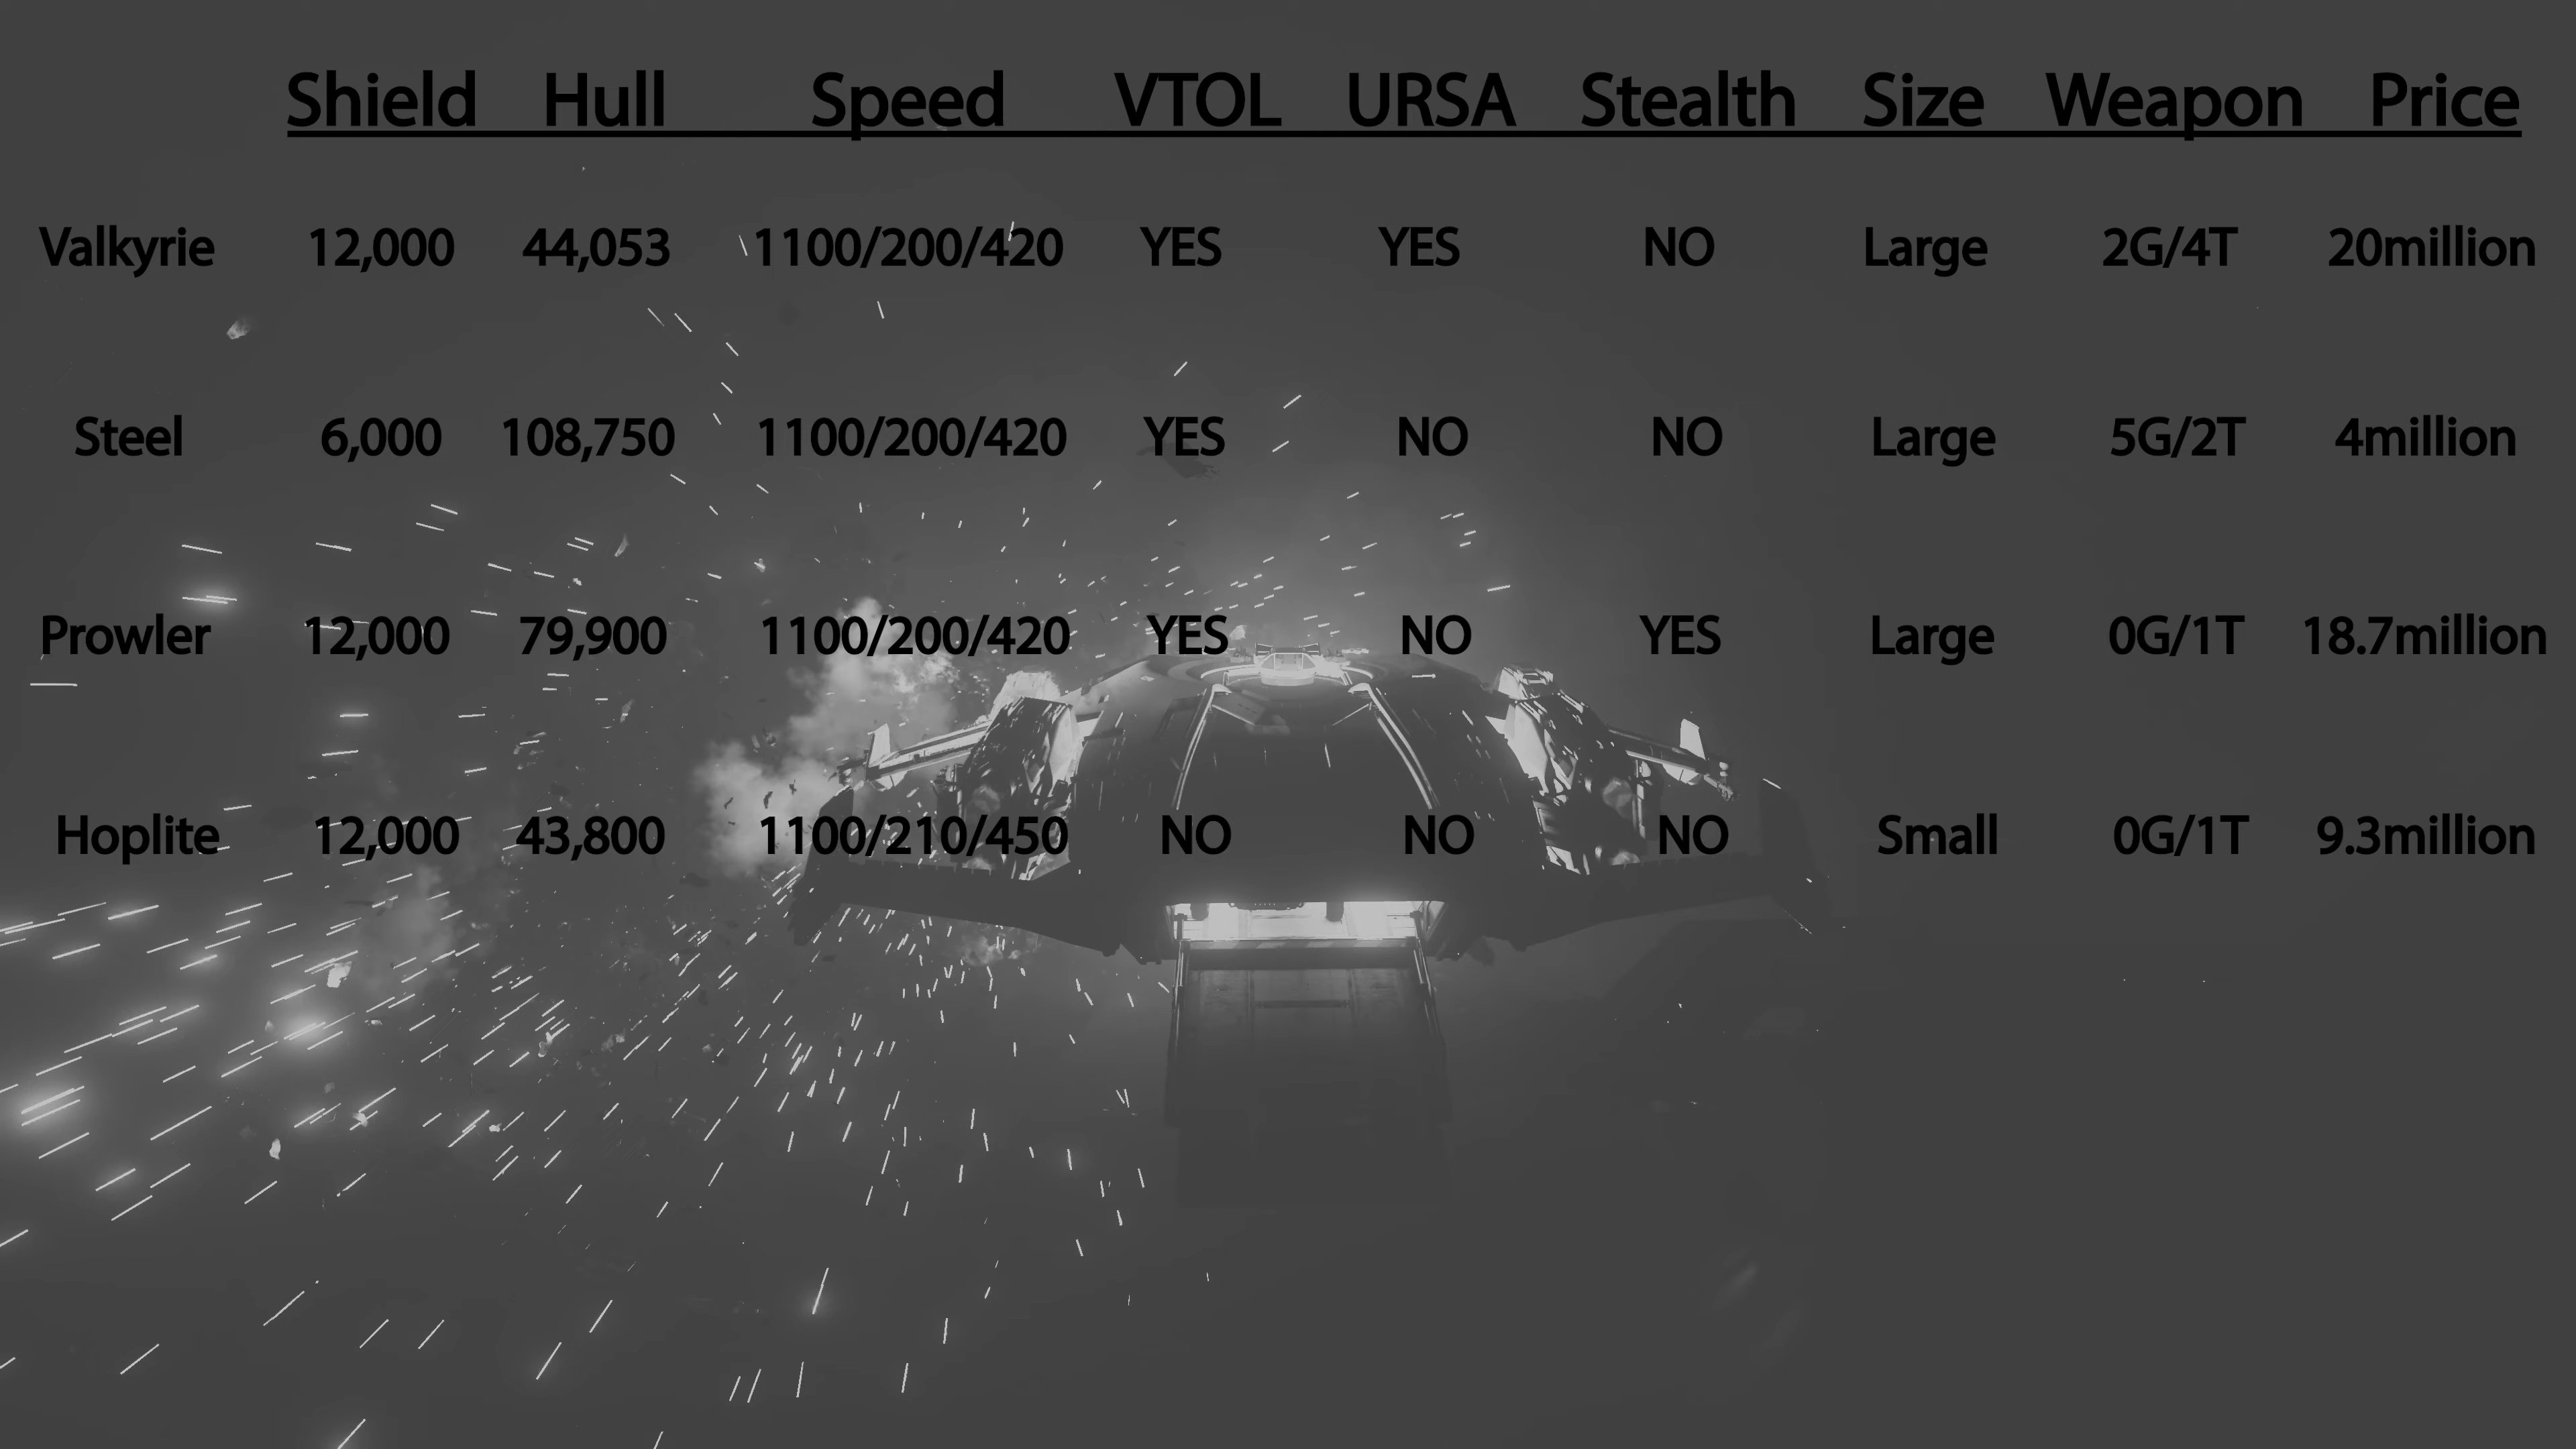 Shield Hull Speed VTOL URSA Stealth Size Weapon Price
Valkyrie 12,000 44,053 1100/200/420 YES YES NO Large 2G/4T 20million
Steel 6,000 108,750 1100/200/420 YES NO NO Large 5G/2T 4million
Prowler 12,000 79,900 1100/200/420 YES NO YES Large 0G/1T 18.7million
Hoplite 12,000 43,800 1100/210/450 NO NO NO Small 0G/1T 9.3million